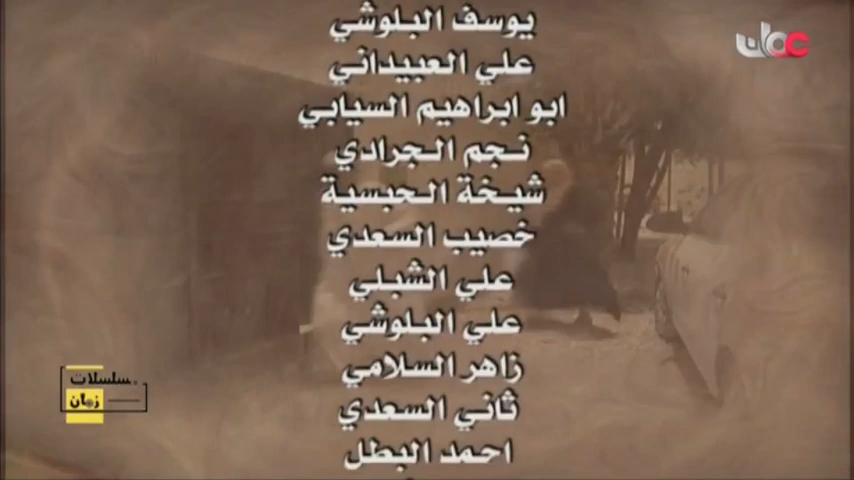 عمان
يوسف البلوشي
علي العبيداني
ابو ابراهيم السيابي
نجم الجرادي
شيخة الحبسية
خصيب السعدي
علي الشبلي
علي البلوشي
زاهر السلامي
ثاني السعدي
احمد البطل
مسلسلات
زمان